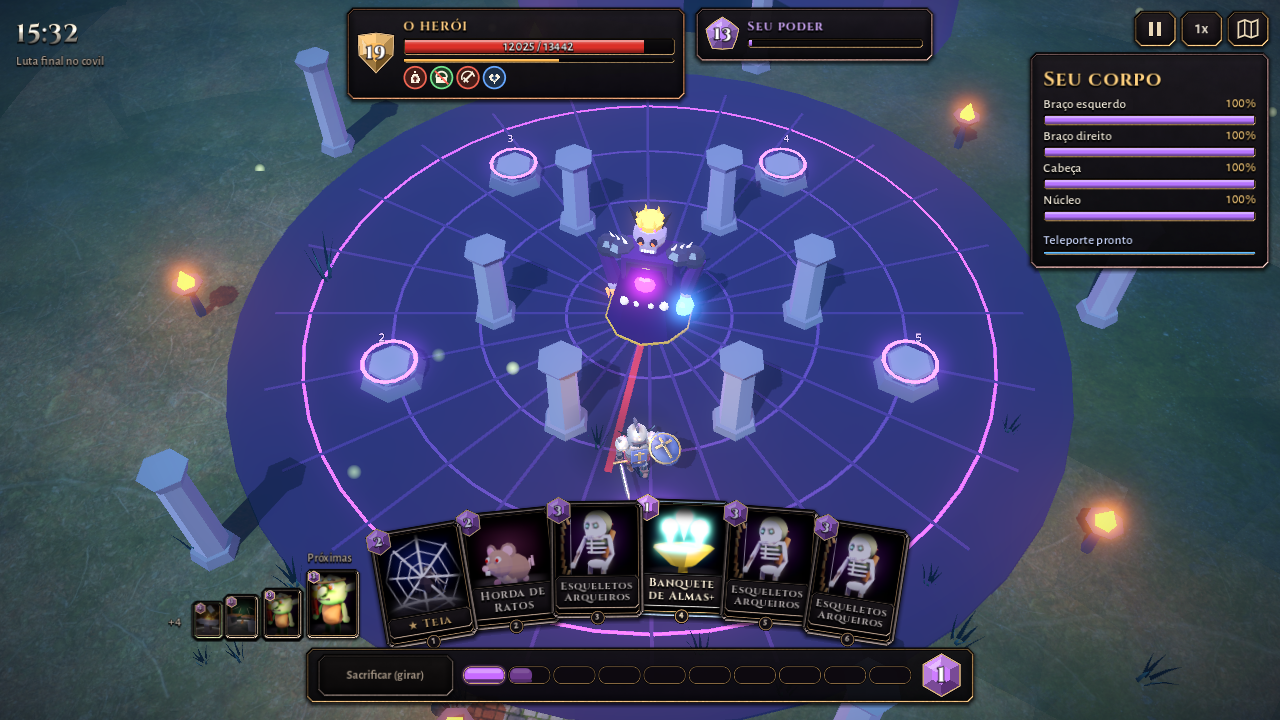 15:32
Luta final no covil
19
O HERÓI
12025 / 13442
13
SEU PODER
1x
SEU CORPO
Braço esquerdo 100%
Braço direito 100%
Cabeça 100%
Núcleo 100%
Teleporte pronto
3
4
2
5
Próximas
+4
2
TEIA
1
2
HORDA DE
RATOS
2
3
ESQUELETOS
ARQUEIROS
3
1
BANQUETE
DE ALMAS+
4
3
ESQUELETOS
ARQUEIROS
5
3
ESQUELETOS
ARQUEIROS
6
Sacrificar (girar)
1